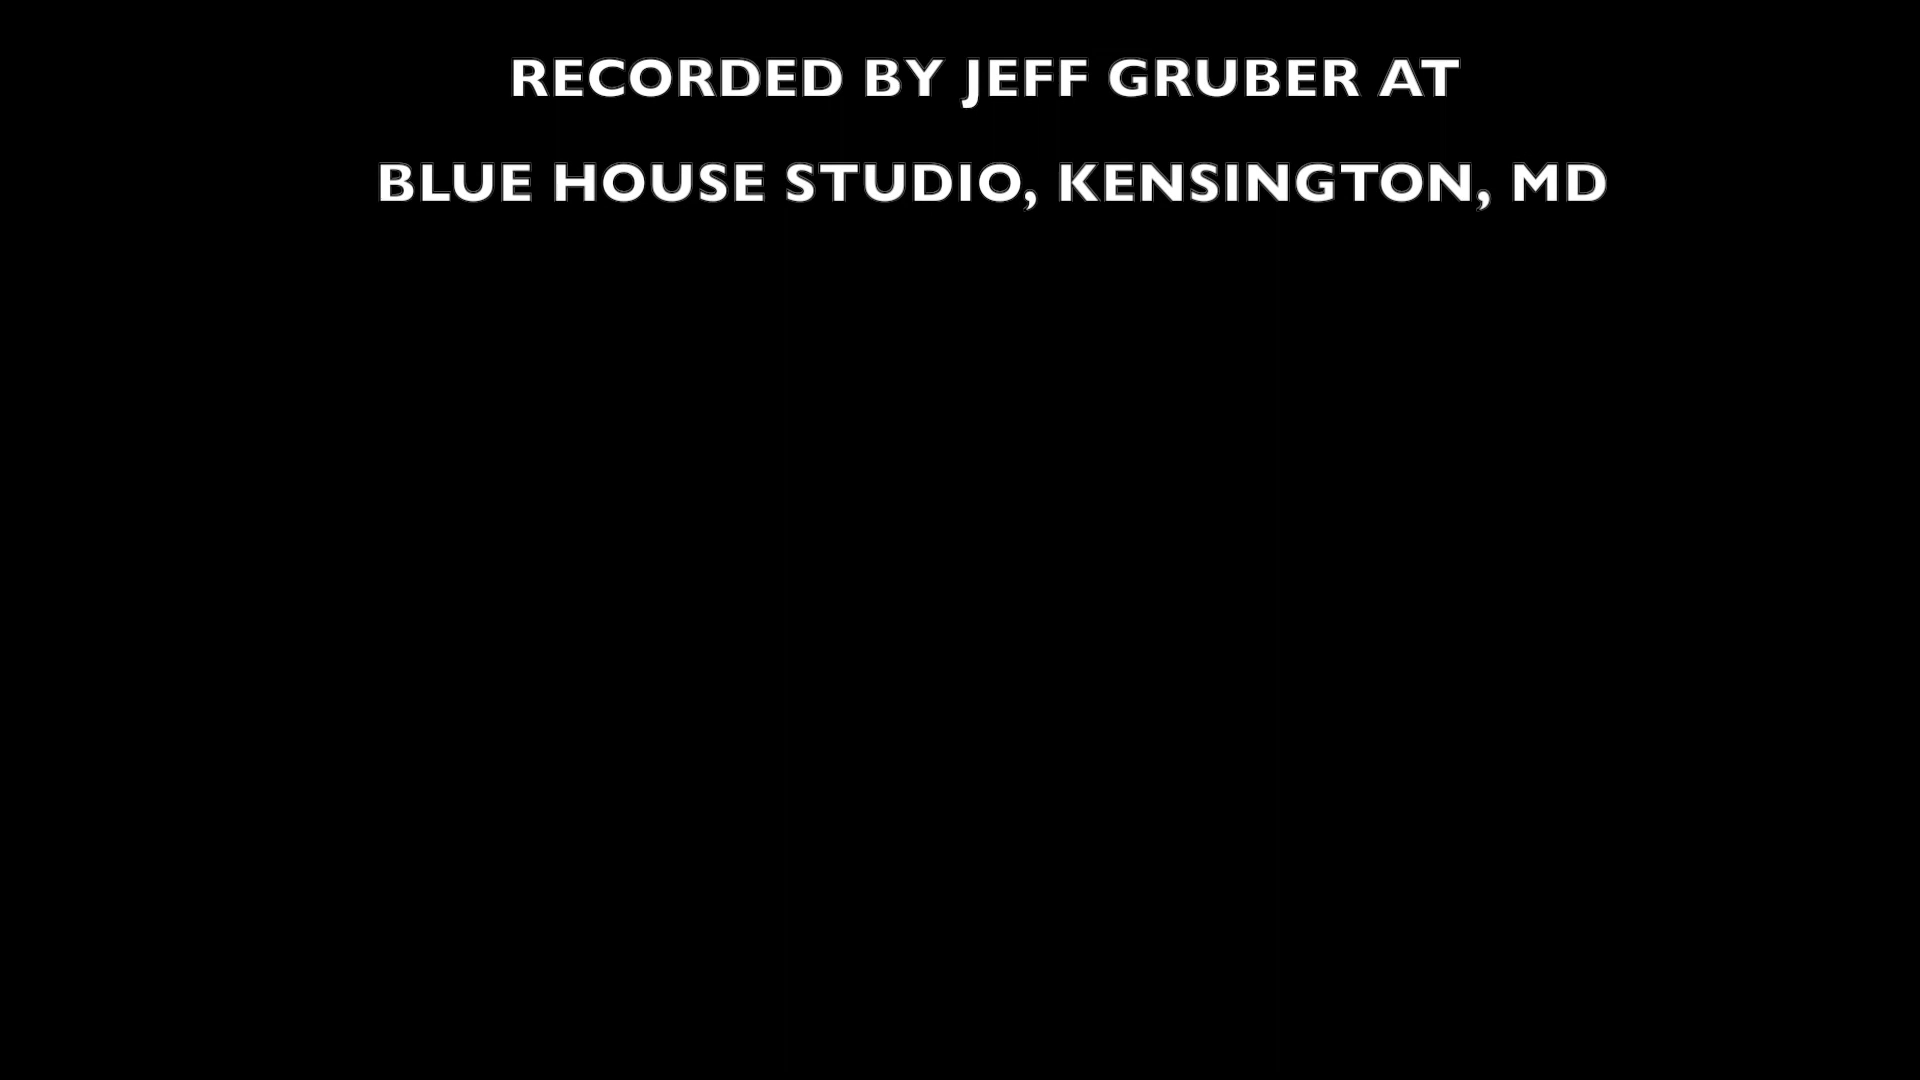 RECORDED BY JEFF GRUBER AT
BLUE HOUSE STUDIO, KENSINGTON, MD